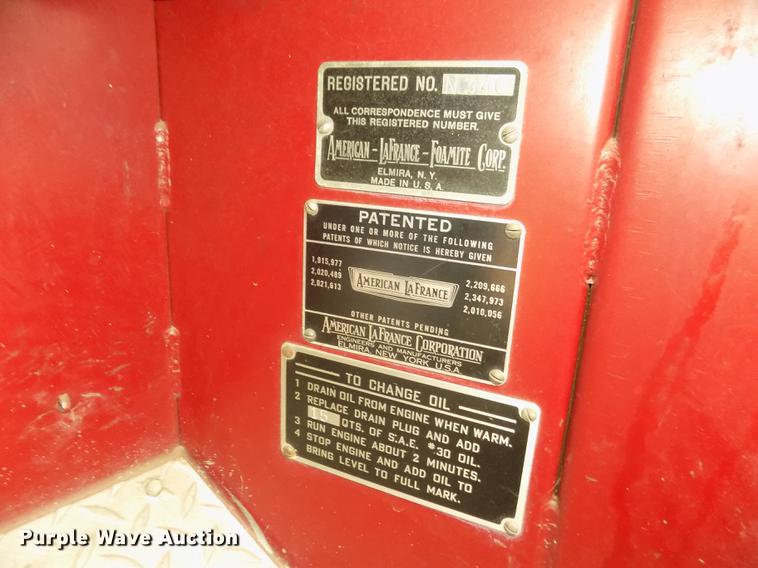 REGISTERED NO.
ALL CORRESPONDENCE MUST GIVE
THIS REGISTERED NUMBER.
AMERICAN-LAFRANCE-FOAMITE CORP.
ELMIRA, N.Y.
MADE IN U.S.A.
PATENTED
UNDER ONE OR MORE OF THE FOLLOWING
PATENTS OF WHICH NOTICE IS HEREBY GIVEN
1,915,977
2,020,489
2,021,613
AMERICAN LAFRANCE
2,209,666
2,347,973
2,010,056
OTHER PATENTS PENDING
AMERICAN LAFRANCE CORPORATION
ENGINEERS AND MANUFACTURERS
ELMIRA, NEW YORK U.S.A.
TO CHANGE OIL
1 DRAIN OIL FROM ENGINE WHEN WARM.
2 REPLACE DRAIN PLUG AND ADD
QTS. OF S.A.E. #30 OIL.
3 RUN ENGINE ABOUT 2 MINUTES.
4 STOP ENGINE AND ADD OIL TO
BRING LEVEL TO FULL MARK.
Purple Wave Auction